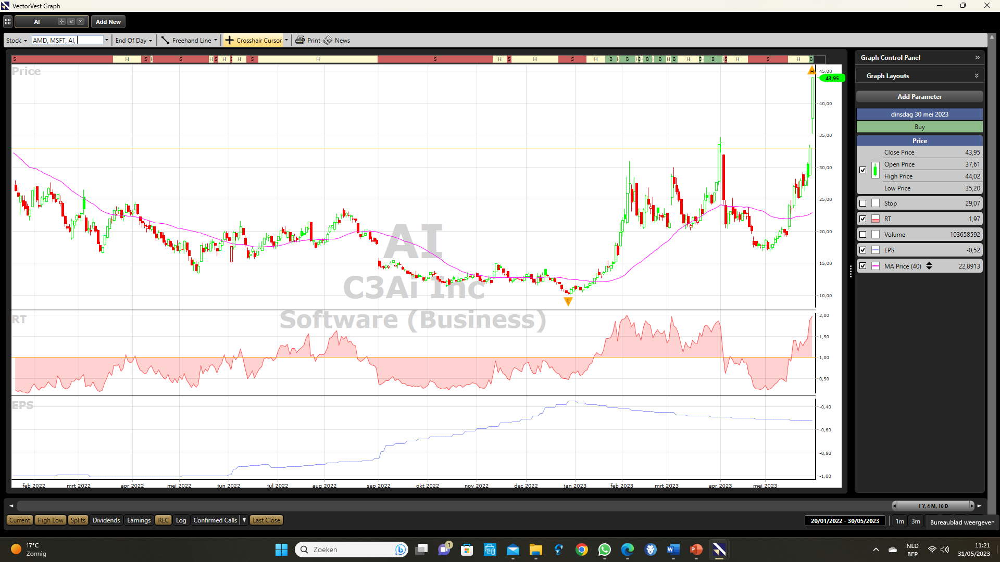 VectorVest Graph
AI
Add New
Stock
AMD, MSFT, AI,
End Of Day
Freehand Line
Crosshair Cursor
Print
News
S H S H S H S H S H S H S H S H S H B H B H E H B H B H B H B H E H B H S H S H B
Price
H
45,00
43,95
40,00
35,00
30,00
25,00
20,00
15,00
10,00
AI
C3Ai Inc
Software (Business)
L
RT
2,00
1,50
1,00
0,50
EPS
-0,40
-0,60
-0,80
-1,00
feb 2022 mrt 2022 apr 2022 mei 2022 jun 2022 jul 2022 aug 2022 sep 2022 okt 2022 nov 2022 dec 2022 jan 2023 feb 2023 mrt 2023 apr 2023 mei 2023
Graph Control Panel
Graph Layouts
Add Parameter
dinsdag 30 mei 2023
Buy
Price
Close Price 43,95
Open Price 37,61
High Price 44,02
Low Price 35,20
Stop 29,07
RT 1,97
Volume 103658592
EPS -0,52
MA Price (40) 22,8913
1 Y, 4 M, 10 D
Current High Low Splits Dividends Earnings REC Log Confirmed Calls Last Close
20/01/2022 - 30/05/2023
1m 3m
Bureaublad weergeven
17°C
Zonnig
Zoeken
1
NLD
BEP
11:21
31/05/2023